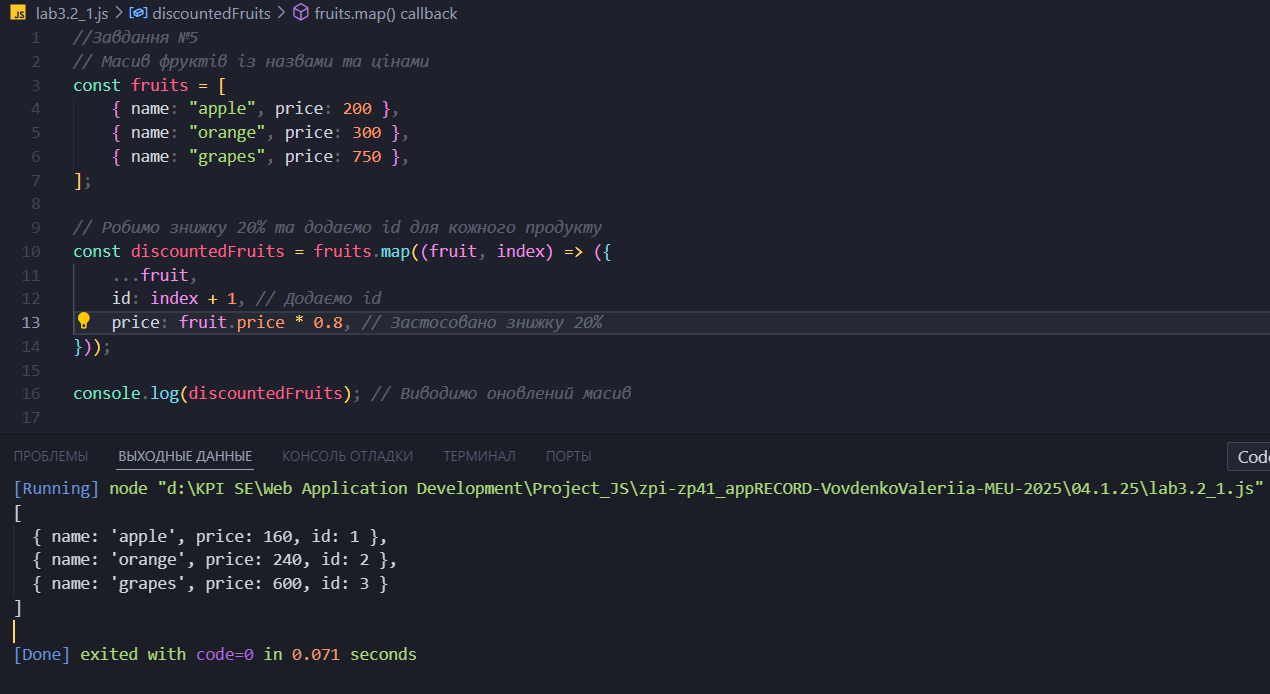 JS lab3.2_1.js > discountedFruits > fruits.map() callback
1 //Завдання №5
2 // Масив фруктів із назвами та цінами
3 const fruits = [
4 { name: "apple", price: 200 },
5 { name: "orange", price: 300 },
6 { name: "grapes", price: 750 },
7 ];
8
9 // Робимо знижку 20% та додаємо id для кожного продукту
10 const discountedFruits = fruits.map((fruit, index) => ({
11 ...fruit,
12 id: index + 1, // Додаємо id
13 price: fruit.price * 0.8, // Застосовано знижку 20%
14 }));
15
16 console.log(discountedFruits); // Виводимо оновлений масив
17
ПРОБЛЕМЫ ВЫХОДНЫЕ ДАННЫЕ КОНСОЛЬ ОТЛАДКИ ТЕРМИНАЛ ПОРТЫ Code
[Running] node "d:\KPI SE\Web Application Development\Project_JS\zpi-zp41_appRECORD-VovdenkoValeriia-MEU-2025\04.1.25\lab3.2_1.js"
[
{ name: 'apple', price: 160, id: 1 },
{ name: 'orange', price: 240, id: 2 },
{ name: 'grapes', price: 600, id: 3 }
]
[Done] exited with code=0 in 0.071 seconds